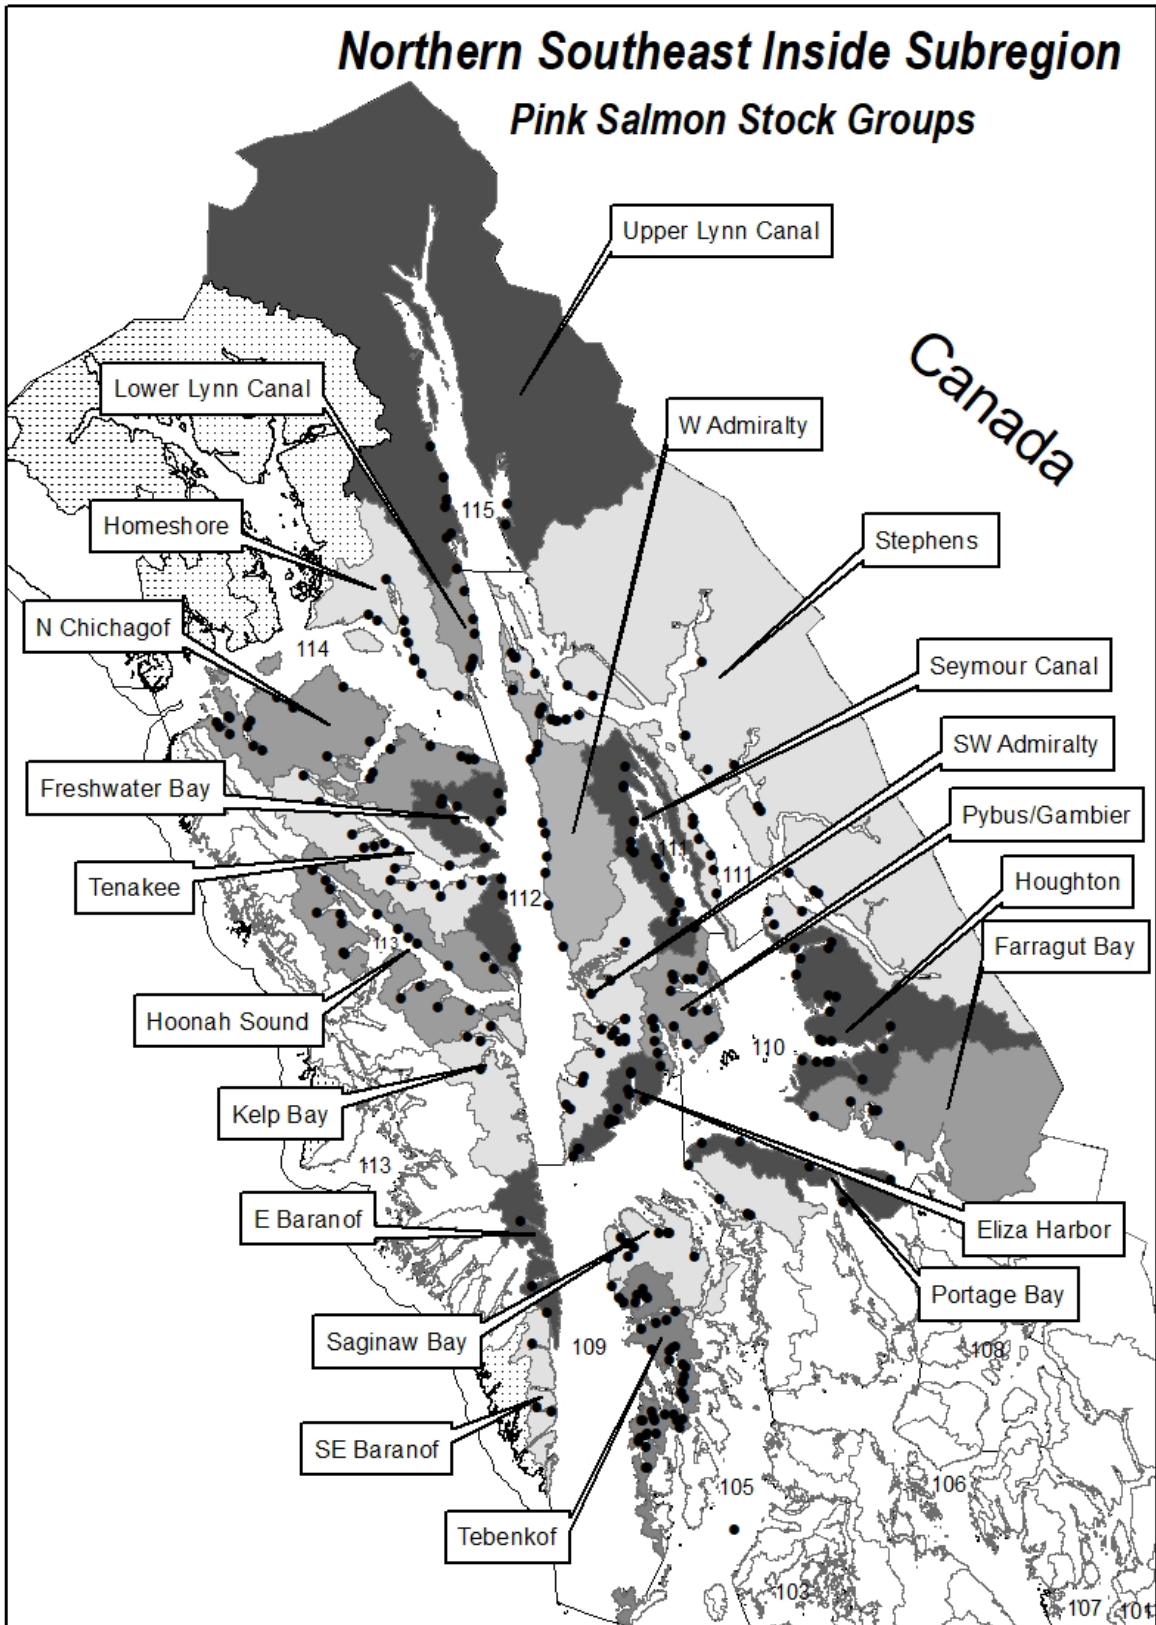 Northern Southeast Inside Subregion
Pink Salmon Stock Groups
Upper Lynn Canal
Canada
Lower Lynn Canal
W Admiralty
115
Homeshore
Stephens
N Chichagof
114
Seymour Canal
SW Admiralty
Freshwater Bay
Pybus/Gambier
111
111
Tenakee
Houghton
112
113
Farragut Bay
Hoonah Sound
110
Kelp Bay
113
E Baranof
Eliza Harbor
Portage Bay
Saginaw Bay
109
108
SE Baranof
105
106
Tebenkof
103
107
101